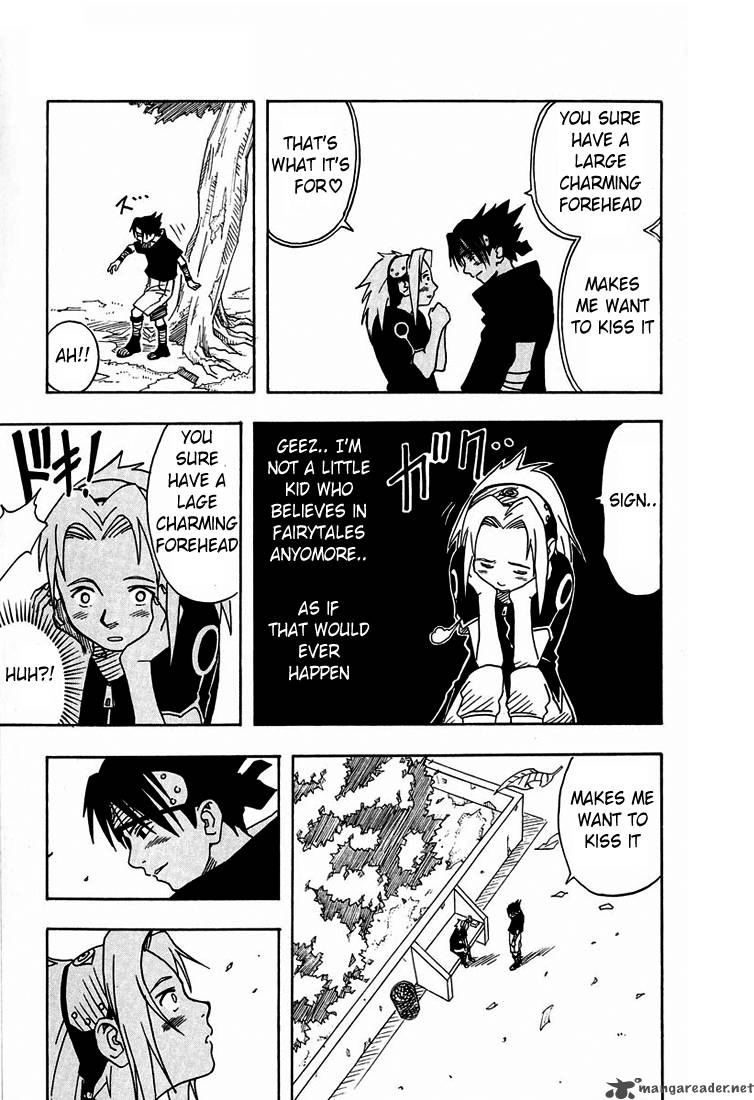 YOU SURE
HAVE A
LARGE
CHARMING
FOREHEAD
MAKES
ME WANT
TO KISS IT
THAT'S
WHAT IT'S
FOR♡
ズ...
AH!!
SIGN..
ガクッ..
GEEZ.. I'M
NOT A LITTLE
KID WHO
BELIEVES IN
FAIRYTALES
ANYOMORE..
AS IF
THAT WOULD
EVER
HAPPEN
YOU
SURE
HAVE A
LAGE
CHARMING
FOREHEAD
ドキ!
HUH?!
MAKES ME
WANT TO
KISS IT
mangareader.net